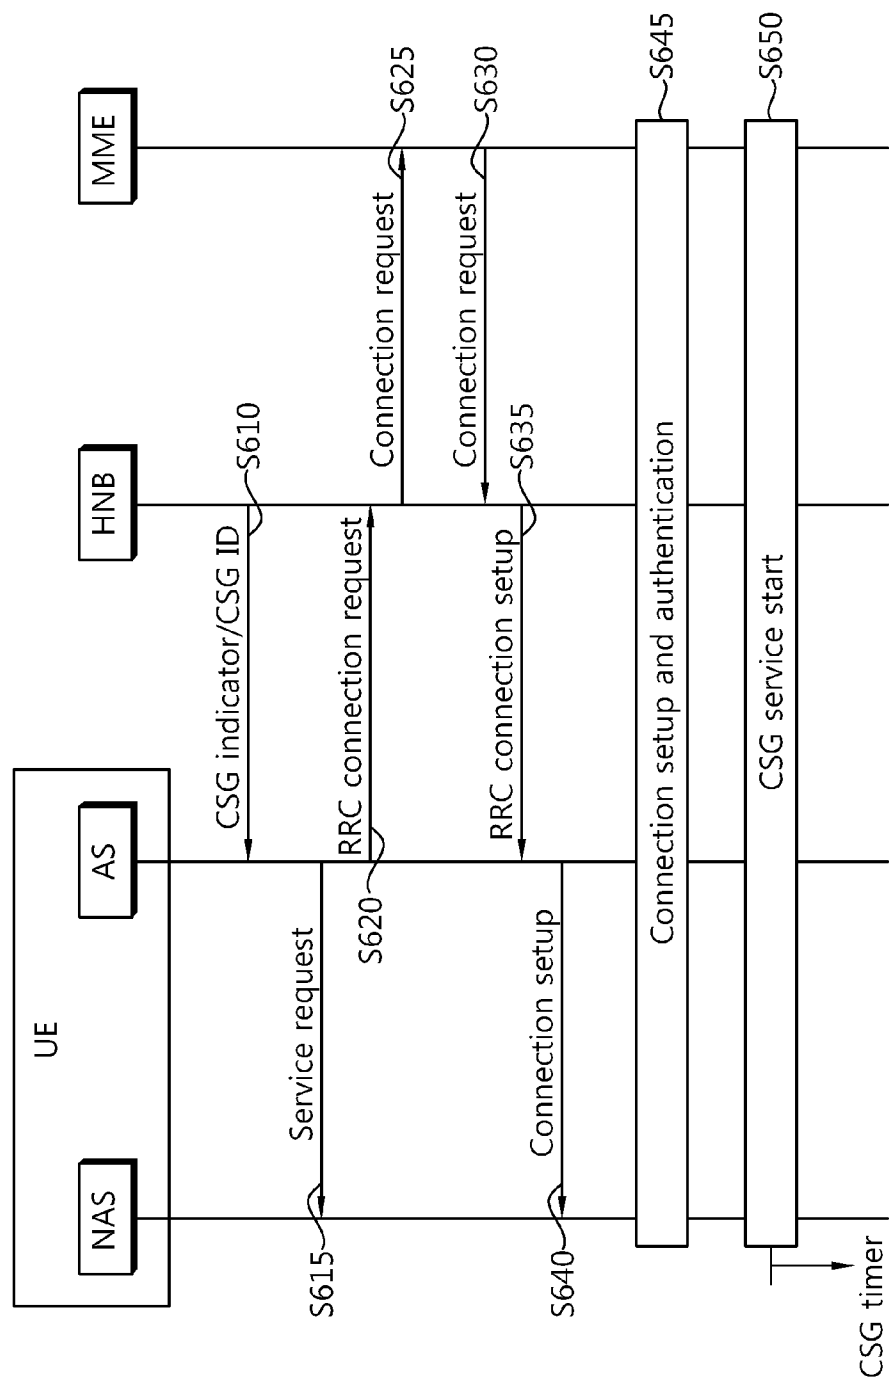 UE
NAS
AS
HNB
MME
CSG indicator/CSG ID
S610
Service request
S615
RRC connection request
S620
Connection request
S625
Connection request
S630
RRC connection setup
S635
Connection setup
S640
Connection setup and authentication
S645
CSG service start
S650
CSG timer